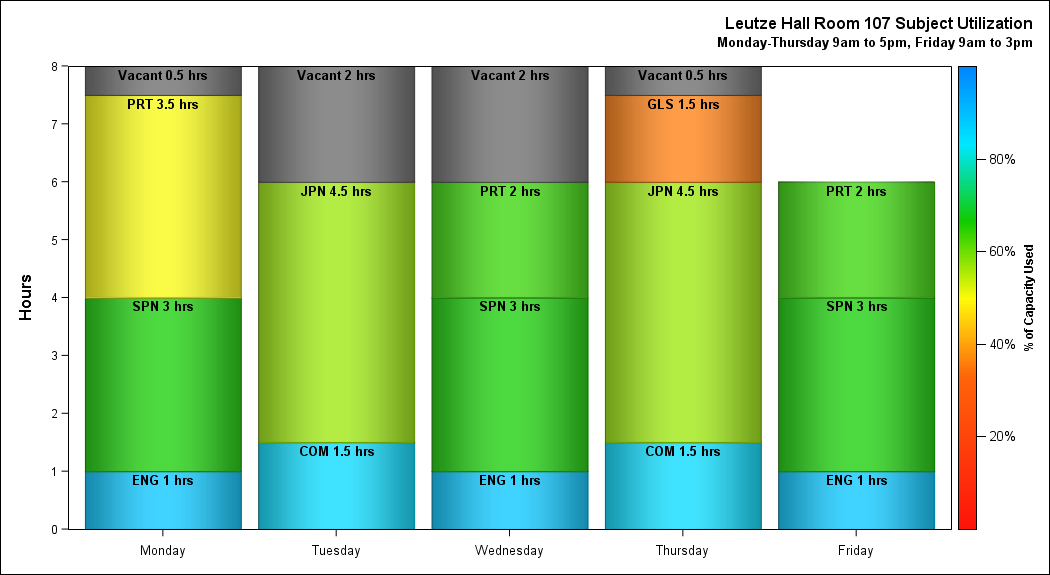 Leutze Hall Room 107 Subject Utilization
Monday-Thursday 9am to 5pm, Friday 9am to 3pm
Hours
8
7
6
5
4
3
2
1
0
Vacant 0.5 hrs
PRT 3.5 hrs
SPN 3 hrs
ENG 1 hrs
Monday
Vacant 2 hrs
JPN 4.5 hrs
COM 1.5 hrs
Tuesday
Vacant 2 hrs
PRT 2 hrs
SPN 3 hrs
ENG 1 hrs
Wednesday
Vacant 0.5 hrs
GLS 1.5 hrs
JPN 4.5 hrs
COM 1.5 hrs
Thursday
PRT 2 hrs
SPN 3 hrs
ENG 1 hrs
Friday
80%
60%
40%
20%
% of Capacity Used